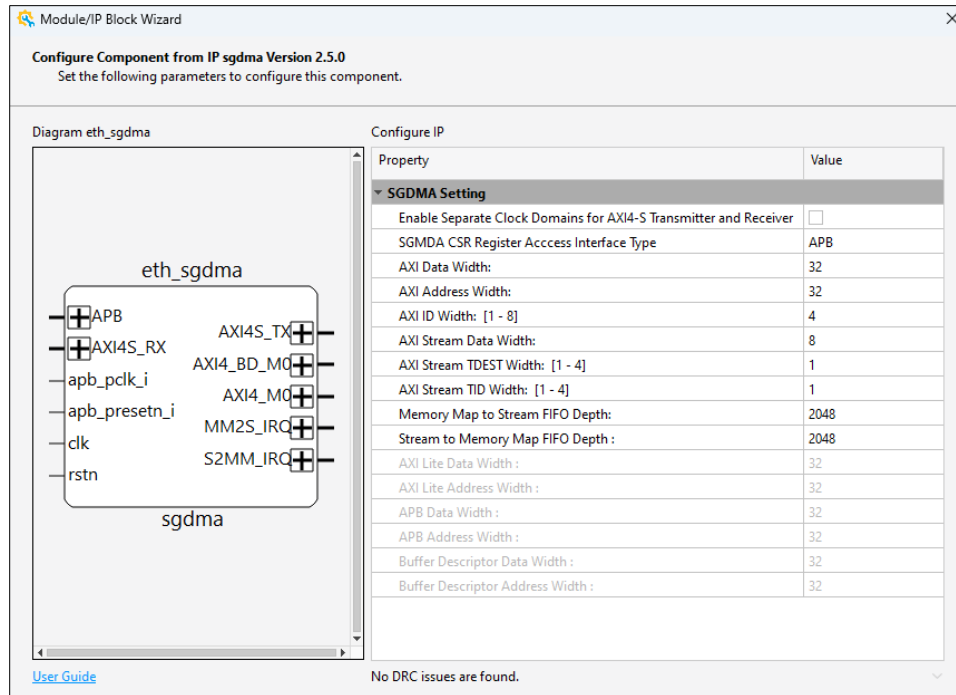 Module/IP Block Wizard
Configure Component from IP sgdma Version 2.5.0
Set the following parameters to configure this component.
Diagram eth_sgdma
eth_sgdma
APB
AXI4S_RX
apb_pclk_i
apb_presetn_i
clk
rstn
AXI4S_TX
AXI4_BD_M0
AXI4_M0
MM2S_IRQ
S2MM_IRQ
sgdma
User Guide
Configure IP
Property Value
SGDMA Setting
Enable Separate Clock Domains for AXI4-S Transmitter and Receiver
SGMDA CSR Register Acccess Interface Type APB
AXI Data Width: 32
AXI Address Width: 32
AXI ID Width: [1 - 8] 4
AXI Stream Data Width: 8
AXI Stream TDEST Width: [1 - 4] 1
AXI Stream TID Width: [1 - 4] 1
Memory Map to Stream FIFO Depth: 2048
Stream to Memory Map FIFO Depth : 2048
AXI Lite Data Width : 32
AXI Lite Address Width : 32
APB Data Width : 32
APB Address Width : 32
Buffer Descriptor Data Width : 32
Buffer Descriptor Address Width : 32
No DRC issues are found.